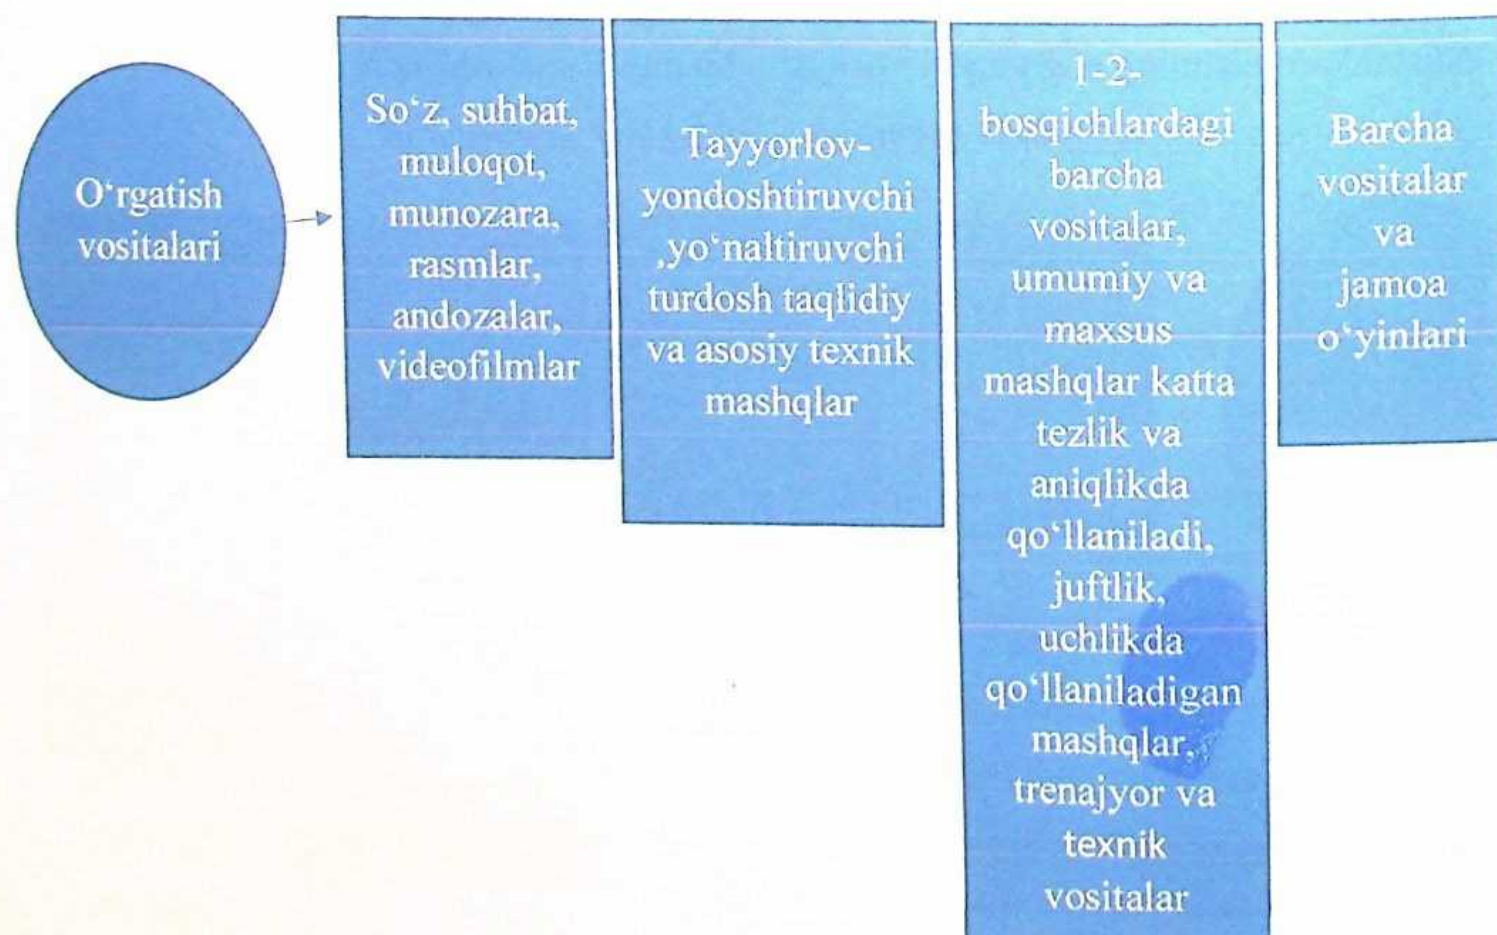 O‘rgatish
vositalari
So‘z, suhbat,
muloqot,
munozara,
rasmlar,
andozalar,
videofilmlar
Tayyorlov-
yondoshtiruvchi
,yo‘naltiruvchi
turdosh taqlidiy
va asosiy texnik
mashqlar
1-2-
bosqichlardagi
barcha
vositalar,
umumiy va
maxsus
mashqlar katta
tezlik va
aniqlikda
qo‘llaniladi,
juftlik,
uchlikda
qo‘llaniladigan
mashqlar,
trenajyor va
texnik
vositalar
Barcha
vositalar
va
jamoa
o‘yinlari